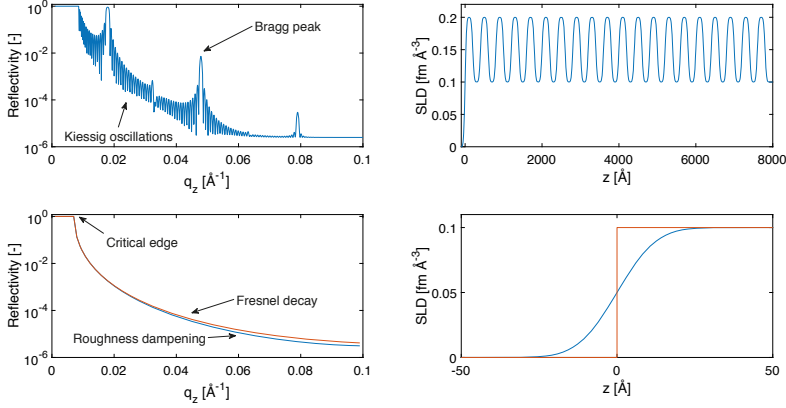 10⁰
10⁻²
10⁻⁴
10⁻⁶
Reflectivity [-]
Bragg peak
Kiessig oscillations
0 0.02 0.04 0.06 0.08 0.1
q_z [Å⁻¹]
0.2
0.15
0.1
0.05
0
SLD [fm Å⁻³]
0 2000 4000 6000 8000
z [Å]
10⁰
10⁻²
10⁻⁴
10⁻⁶
Reflectivity [-]
Critical edge
Fresnel decay
Roughness dampening
0 0.02 0.04 0.06 0.08 0.1
q_z [Å⁻¹]
0.1
0.05
0
SLD [fm Å⁻³]
-50 0 50
z [Å]